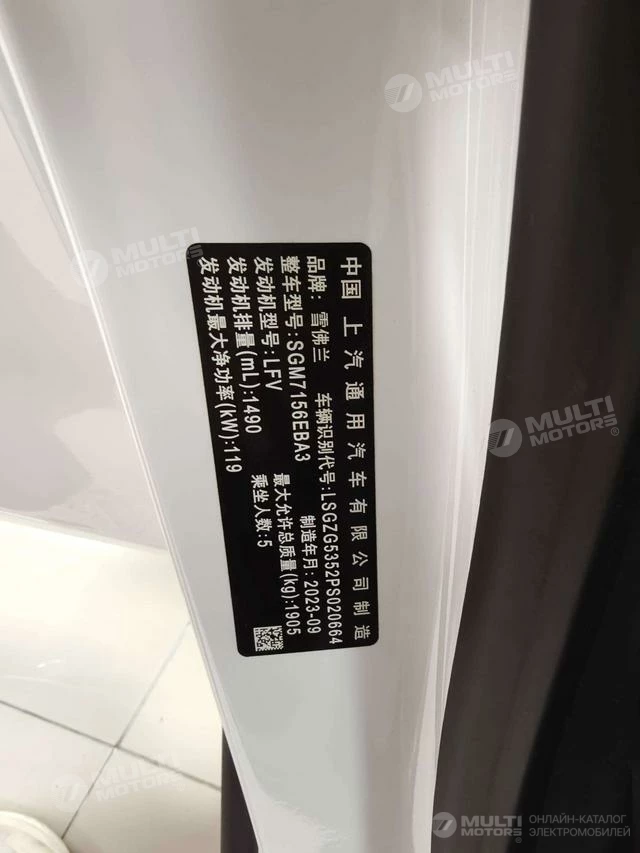 中国上汽通用汽车有限公司制造
品牌: 雪佛兰 车辆识别代号:LSGZG5352PS020664
整车型号:SGM7156EBA3 制造年月: 2023-09
发动机型号:LFV 最大允许总质量(kg):1905
发动机排量(mL):1490 乘坐人数:5
发动机最大净功率(kW):119
MULTI MOTORS®
MULTI MOTORS®
MULTI MOTORS®
MULTI MOTORS
MULTI MOTORS® ОНЛАЙН-КАТАЛОГ
ЭЛЕКТРОМОБИЛЕЙ